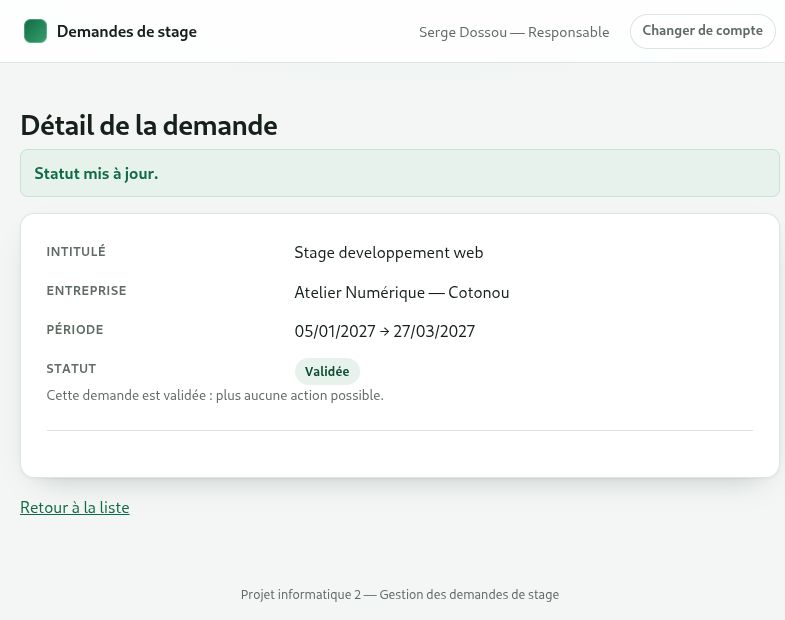 Demandes de stage
Serge Dossou — Responsable
Changer de compte
Détail de la demande
Statut mis à jour.
INTITULÉ
Stage developpement web
ENTREPRISE
Atelier Numérique — Cotonou
PÉRIODE
05/01/2027 → 27/03/2027
STATUT
Validée
Cette demande est validée : plus aucune action possible.
Retour à la liste
Projet informatique 2 — Gestion des demandes de stage